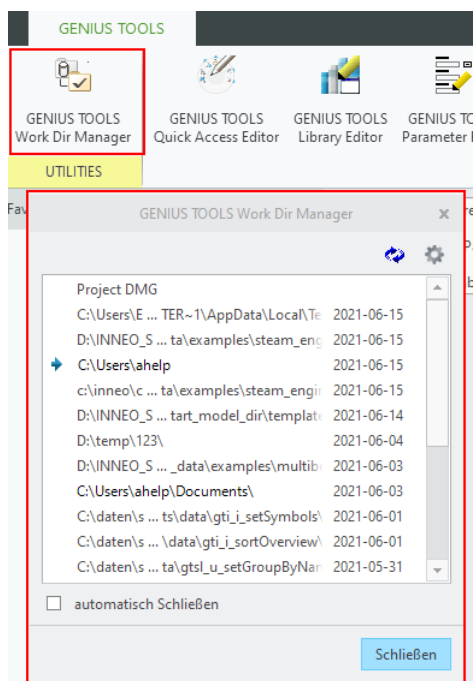 GENIUS TOOLS
GENIUS TOOLS
Work Dir Manager
GENIUS TOOLS
Quick Access Editor
GENIUS TOOLS
Library Editor
GENIUS TO
Parameter
UTILITIES
Fav
GENIUS TOOLS Work Dir Manager
Project DMG
C:\Users\E ... TER~1\AppData\Local\Te 2021-06-15
D:\INNEO_S ... ta\examples\steam_eng 2021-06-15
C:\Users\ahelp 2021-06-15
c:\inneo\c ... ta\examples\steam_engir 2021-06-15
D:\INNEO_S ... tart_model_dir\template 2021-06-14
D:\temp\123\ 2021-06-04
D:\INNEO_S ... _data\examples\multib 2021-06-03
C:\Users\ahelp\Documents\ 2021-06-03
C:\daten\s ... ts\data\gti_i_setSymbols\ 2021-06-01
C:\daten\s ... \data\gti_i_sortOverview\ 2021-06-01
C:\daten\s ... ta\gtsl_u_setGroupByNar 2021-05-31
automatisch Schließen
Schließen